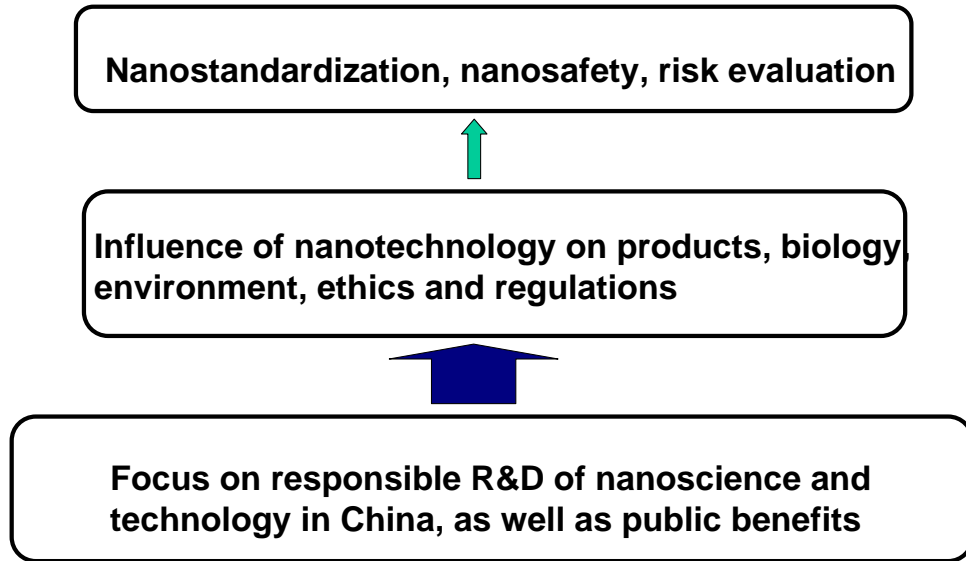 Nanostandardization, nanosafety, risk evaluation
Influence of nanotechnology on products, biology,
environment, ethics and regulations
Focus on responsible R&D of nanoscience and
technology in China, as well as public benefits